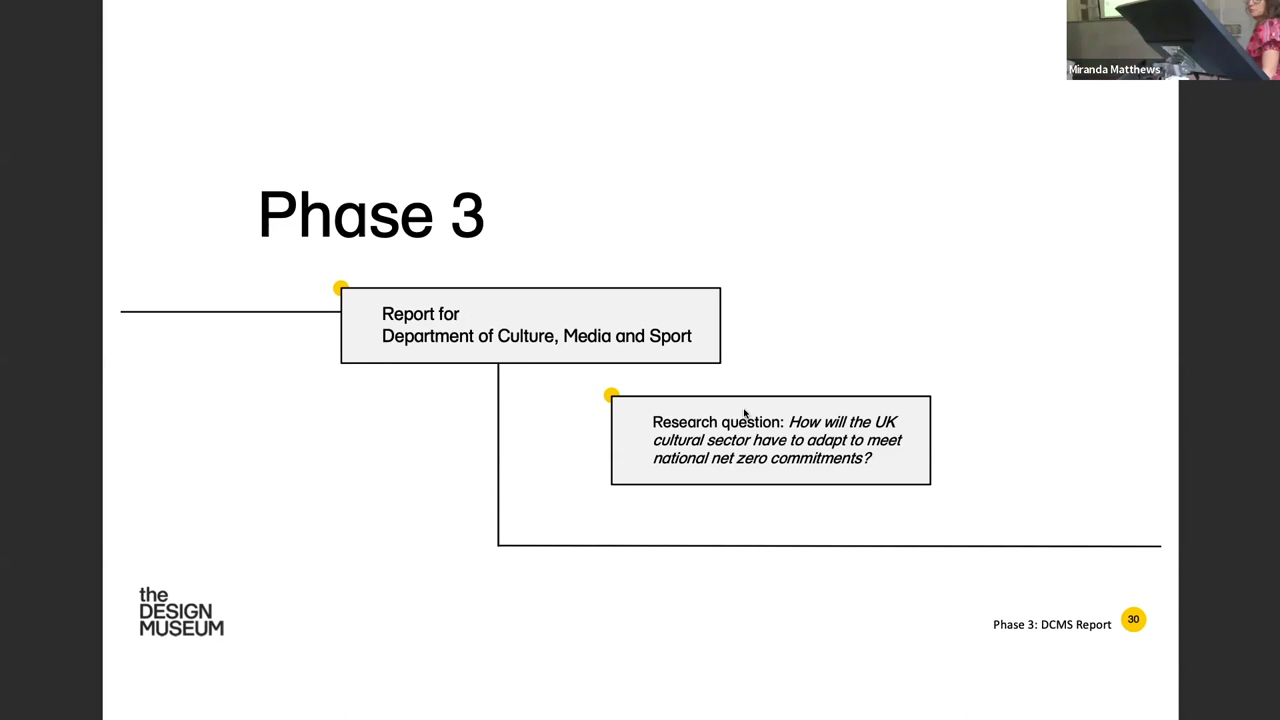 Miranda Matthews
Phase 3
Report for
Department of Culture, Media and Sport
Research question: How will the UK
cultural sector have to adapt to meet
national net zero commitments?
the
DESIGN
MUSEUM
Phase 3: DCMS Report
30